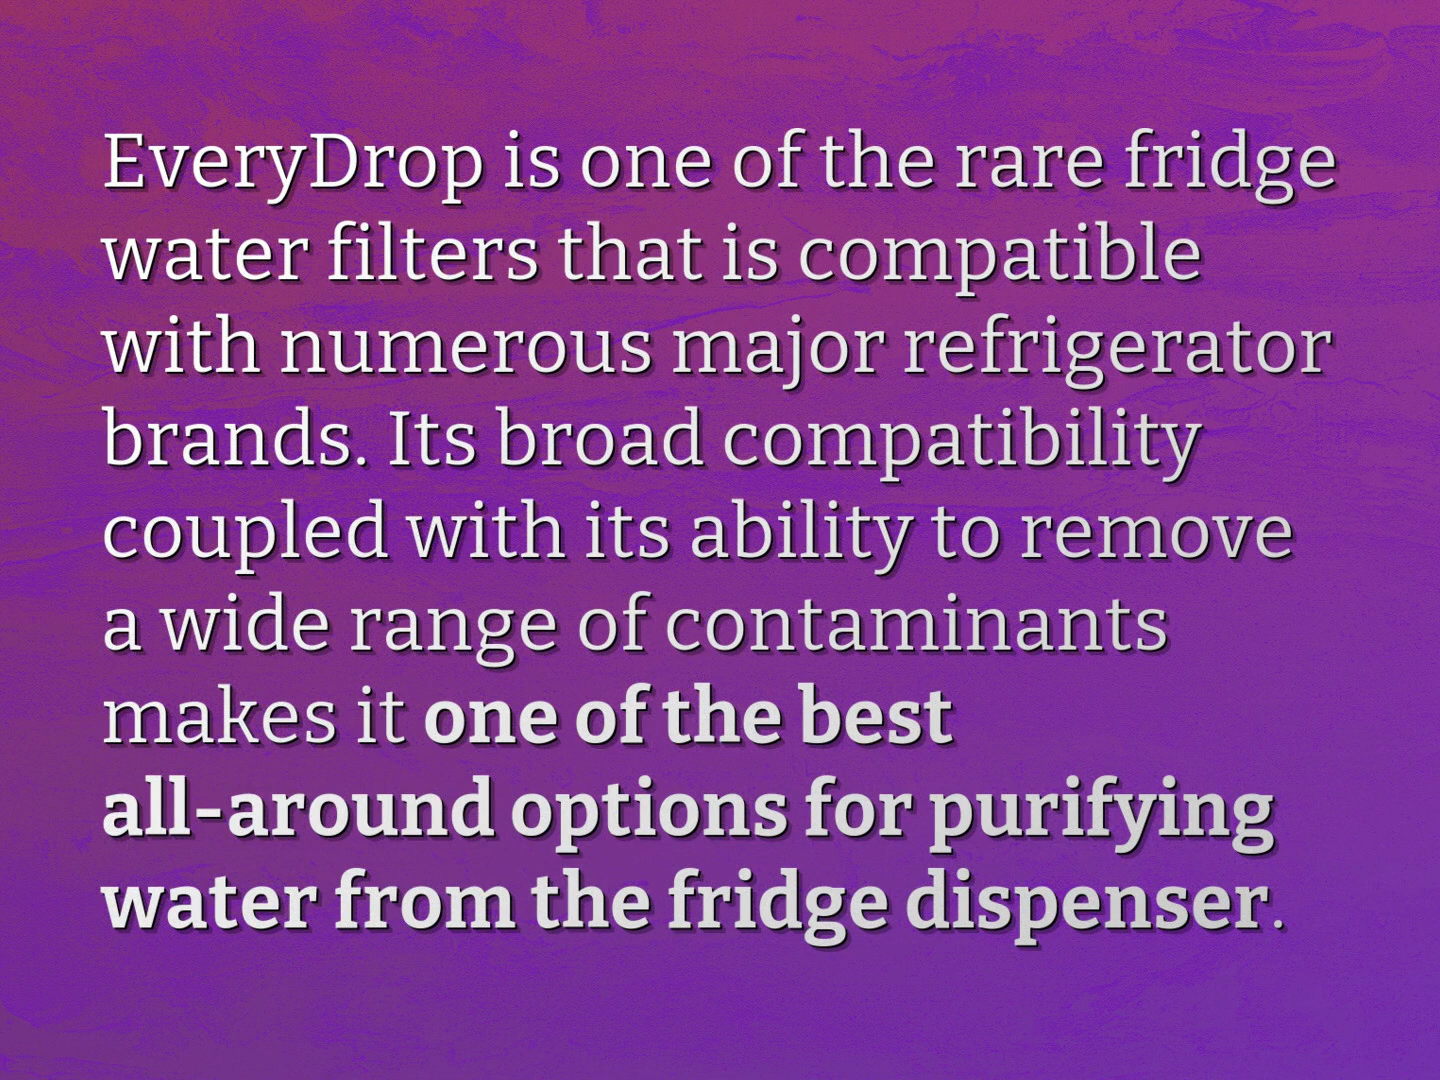 EveryDrop is one of the rare fridge
water filters that is compatible
with numerous major refrigerator
brands. Its broad compatibility
coupled with its ability to remove
a wide range of contaminants
makes it one of the best
all-around options for purifying
water from the fridge dispenser.